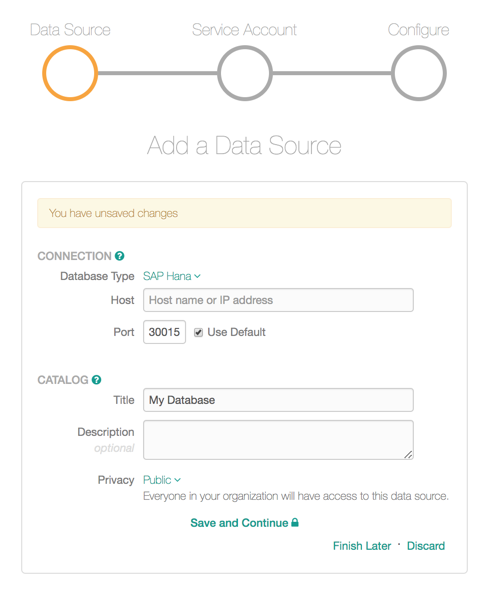 Data Source Service Account Configure
Add a Data Source
You have unsaved changes
CONNECTION ?
Database Type SAP Hana
Host Host name or IP address
Port 30015 Use Default
CATALOG ?
Title My Database
Description
optional
Privacy Public
Everyone in your organization will have access to this data source.
Save and Continue
Finish Later · Discard